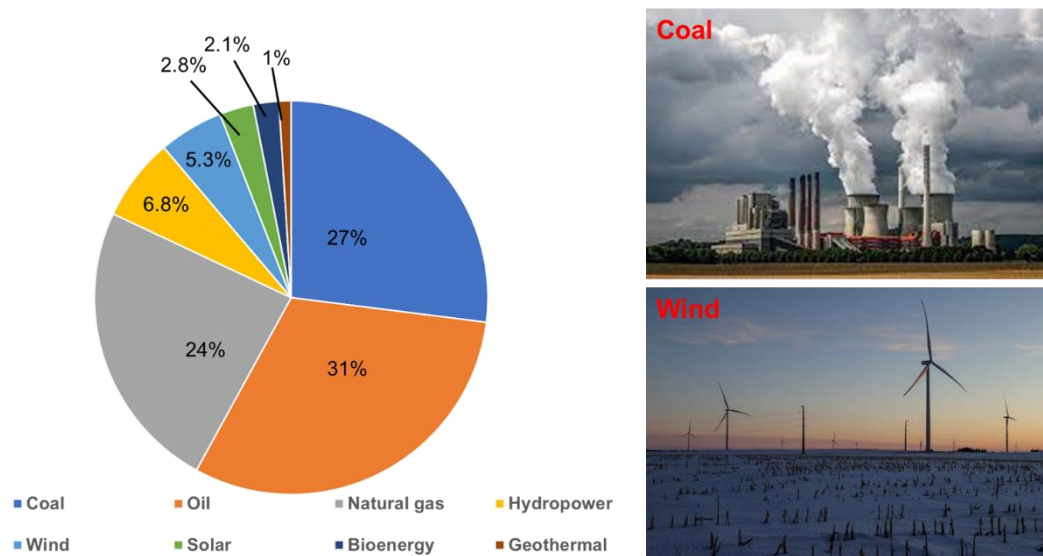 2.1%
2.8%
1%
5.3%
6.8%
27%
24%
31%
Coal Oil Natural gas Hydropower
Wind Solar Bioenergy Geothermal
Coal
Wind